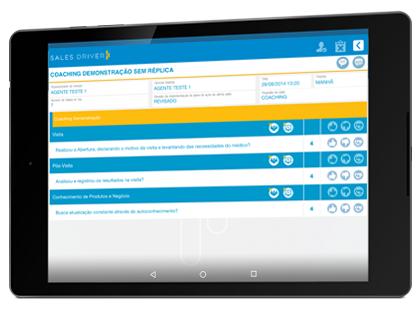 SALES DRIVER
COACHING DEMONSTRAÇÃO SEM RÉPLICA
AGENTE TESTE 1
AGENTE TESTE 1
29/08/2014 13:20
MANHÃ
2
REVISADO
COACHING
Coaching Demonstração
Visita
Realizou a Abertura, declarando o motivo da visita e levantando das necessidades do médico? 4
Pós-Visita
Analisou e registrou os resultados na visita? 4
Conhecimento de Produtos e Negócio
Busca atualização constante através do autoconhecimento? 4